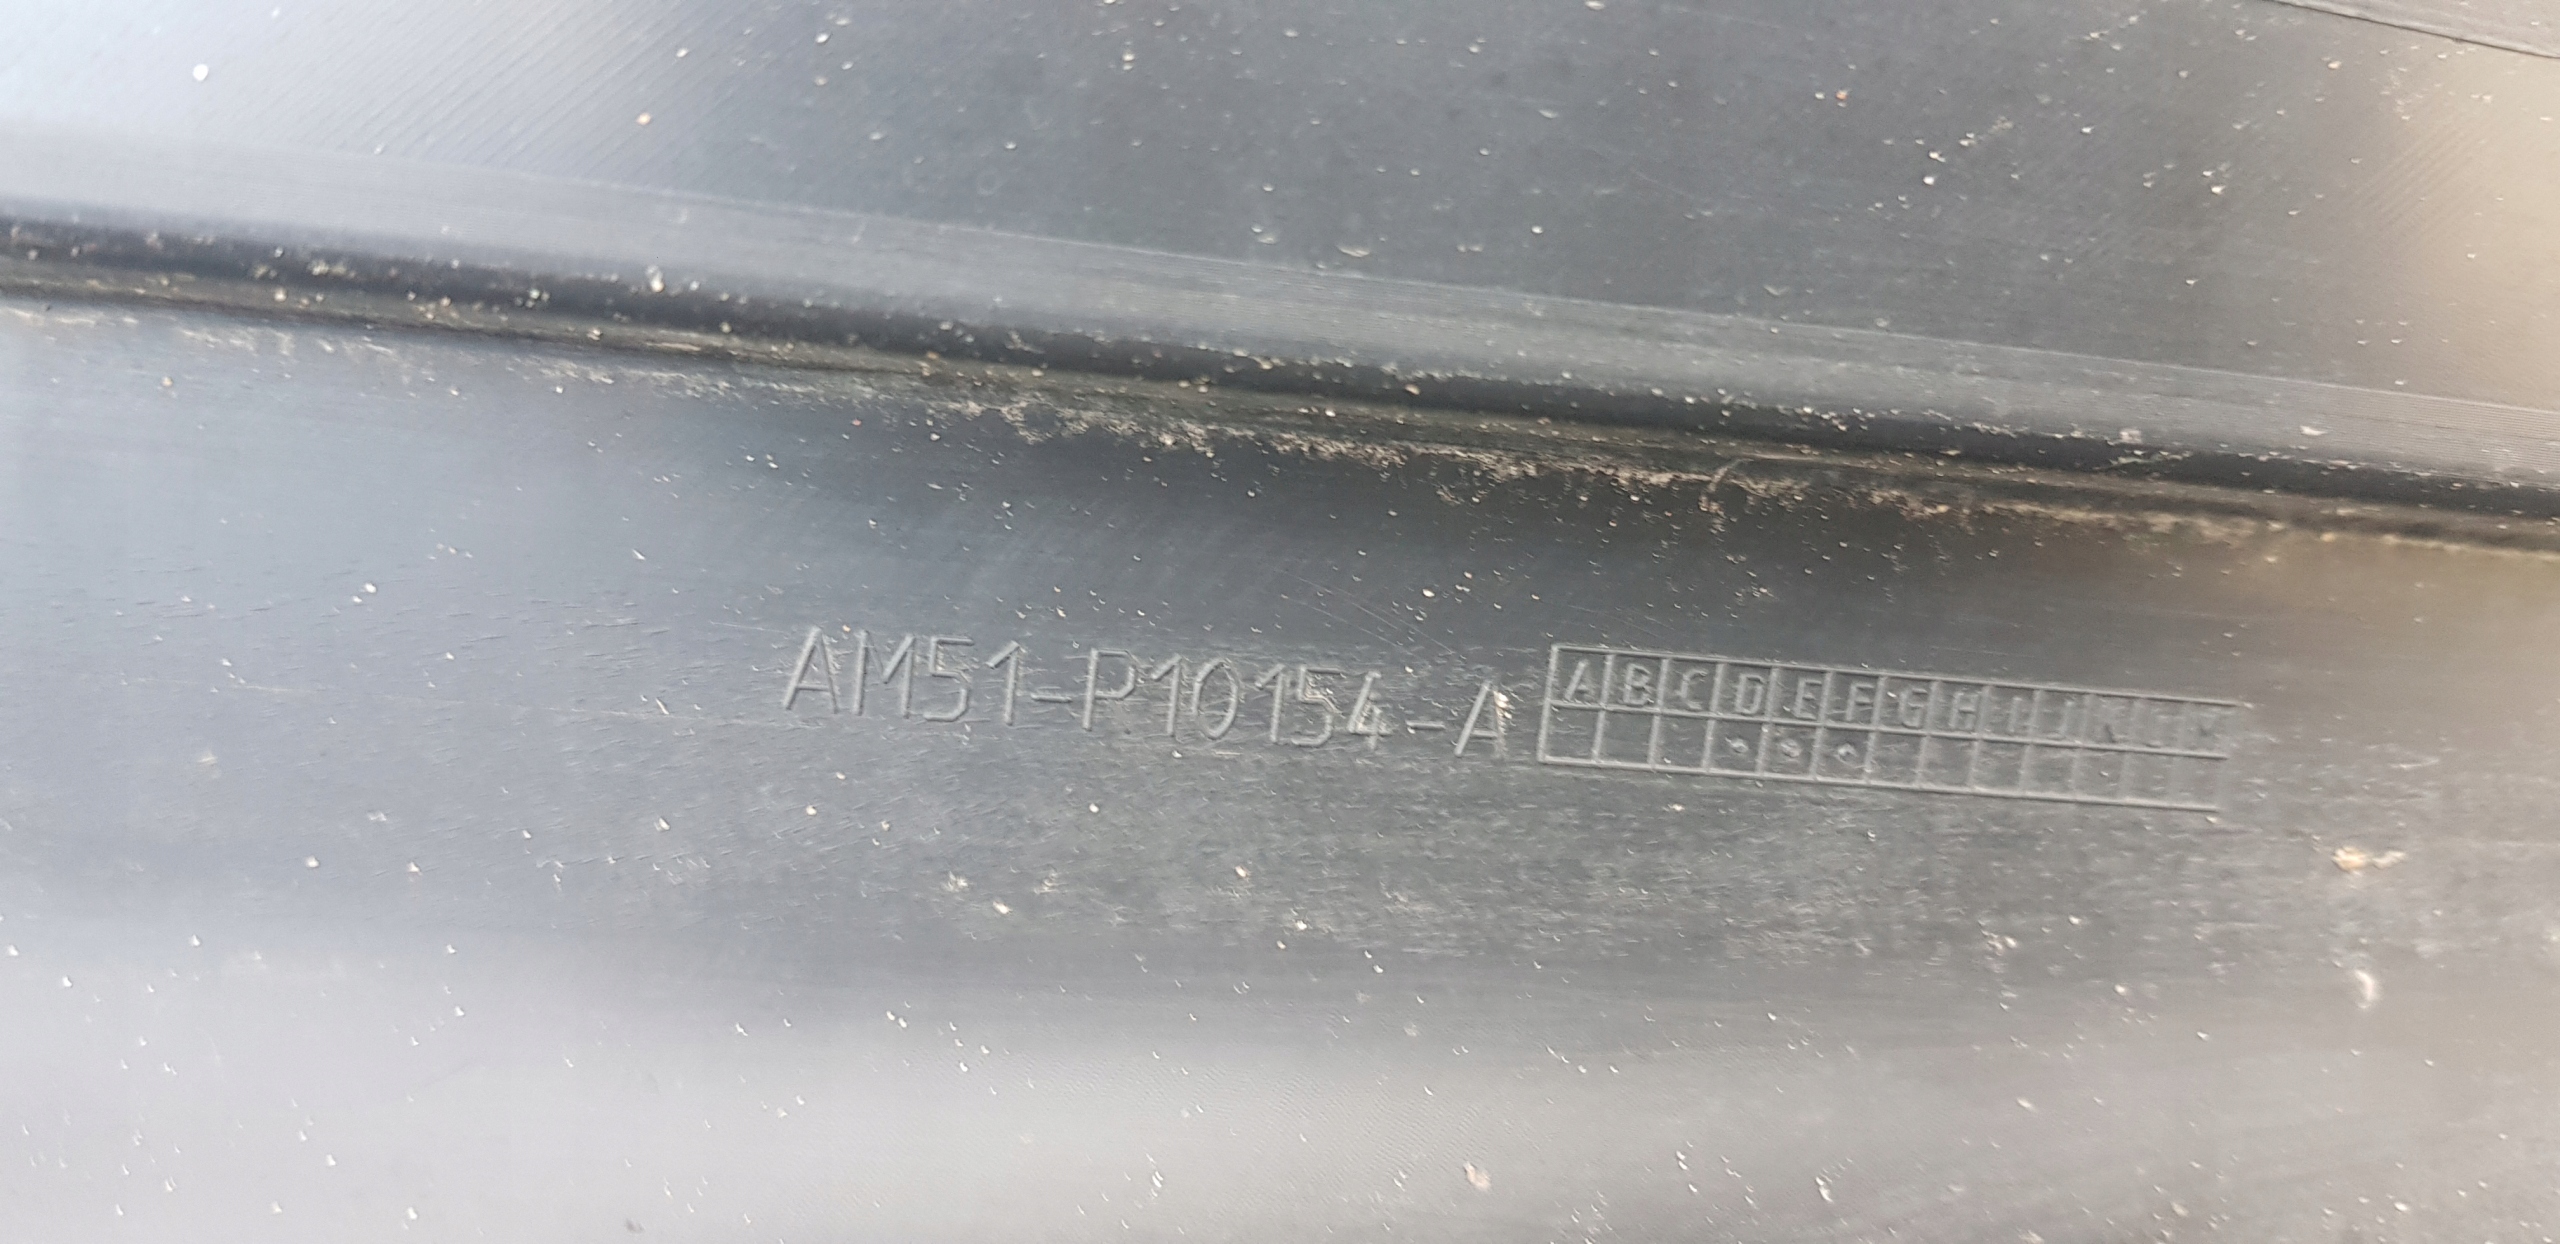 AM51-P10154-A
A B C D E F G H I J K L M